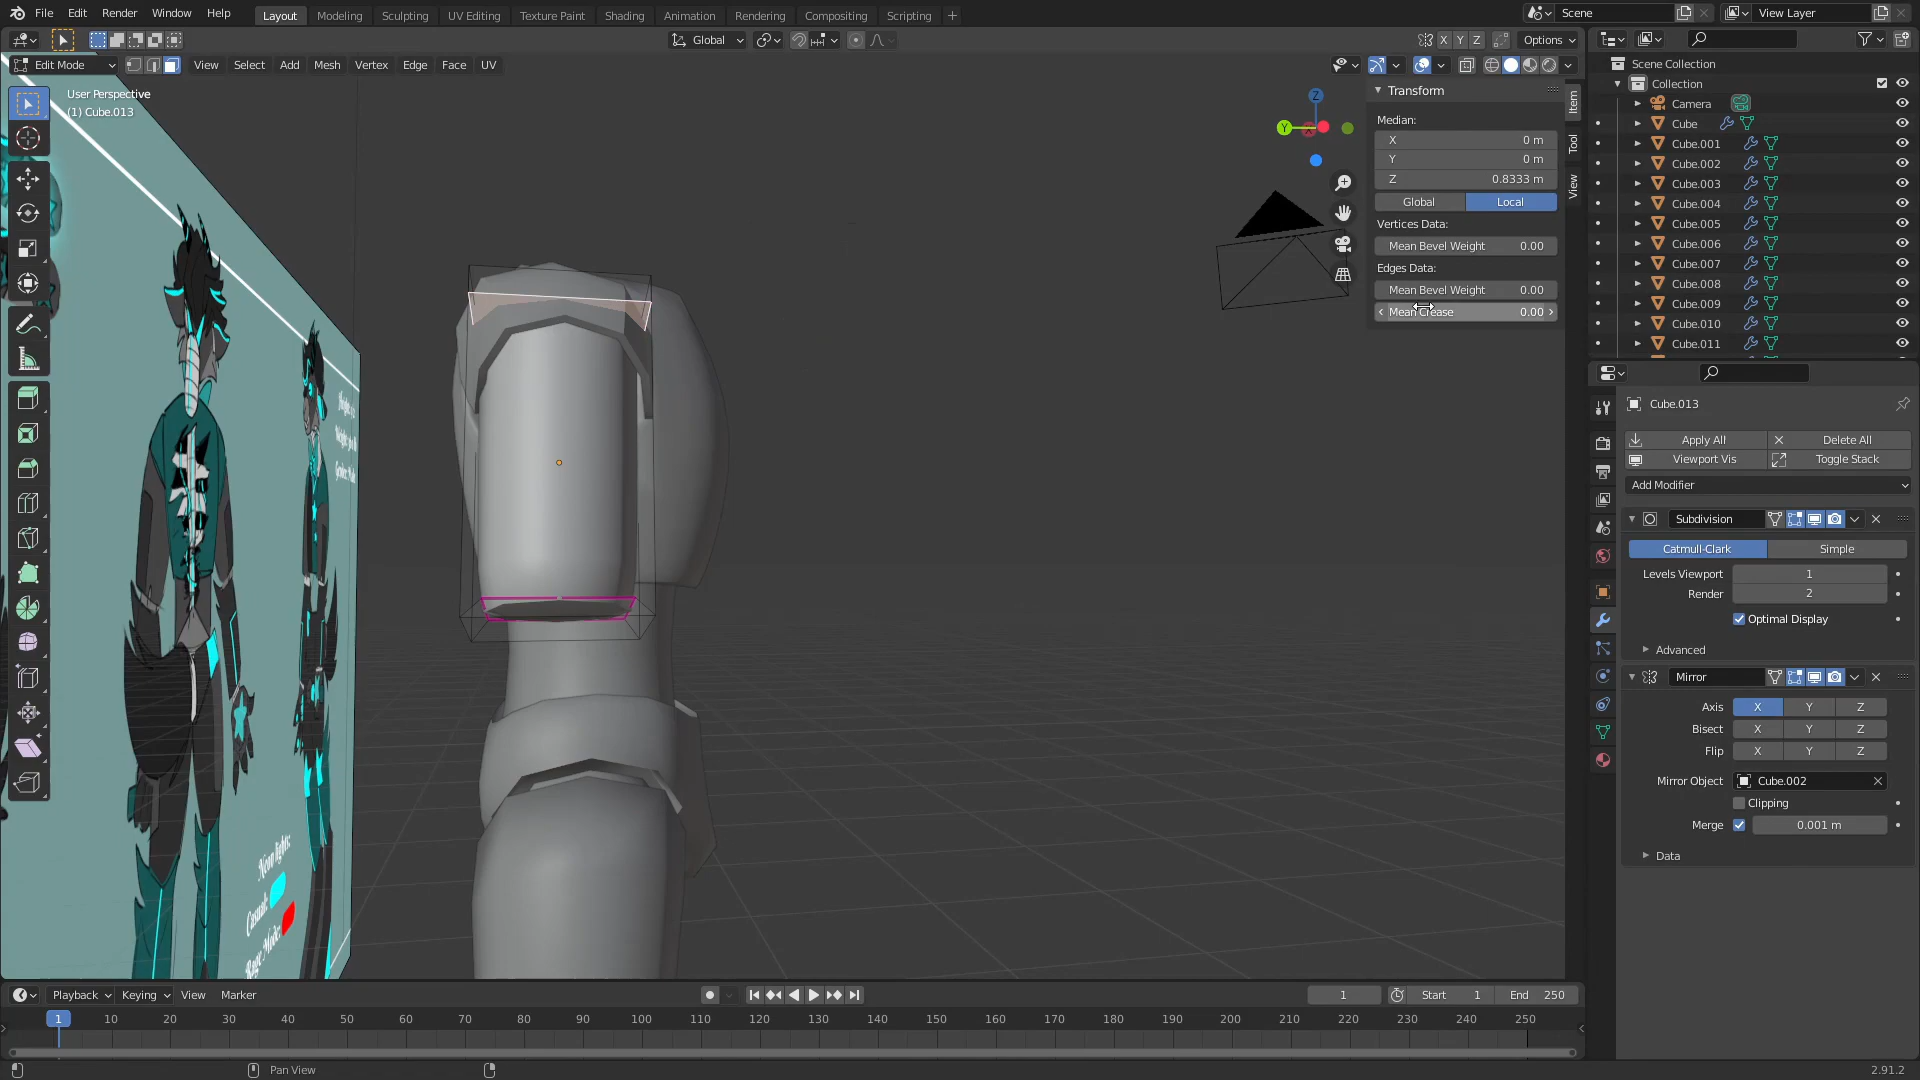 File Edit Render Window Help Layout Modeling Sculpting UV Editing Texture Paint Shading Animation Rendering Compositing Scripting + Scene View Layer
Global X Y Z Options
Edit Mode View Select Add Mesh Vertex Edge Face UV
User Perspective
(1) Cube.013
Z
Y
Transform
Median:
X 0 m
Y 0 m
Z 0.8333 m
Global Local
Vertices Data:
Mean Bevel Weight 0.00
Edges Data:
Mean Bevel Weight 0.00
Mean Crease 0.00
Item
Tool
View
Scene Collection
Collection
Camera
Cube
Cube.001
Cube.002
Cube.003
Cube.004
Cube.005
Cube.006
Cube.007
Cube.008
Cube.009
Cube.010
Cube.011
Cube.013
Apply All Delete All
Viewport Vis Toggle Stack
Add Modifier
Subdivision
Catmull-Clark Simple
Levels Viewport 1
Render 2
Optimal Display
Advanced
Mirror
Axis X Y Z
Bisect X Y Z
Flip X Y Z
Mirror Object Cube.002
Clipping
Merge 0.001 m
Data
Neon lights:
Casual:
Rage Mode:
Playback Keying View Marker 1 Start 1 End 250
1 10 20 30 40 50 60 70 80 90 100 110 120 130 140 150 160 170 180 190 200 210 220 230 240 250
Pan View 2.91.2